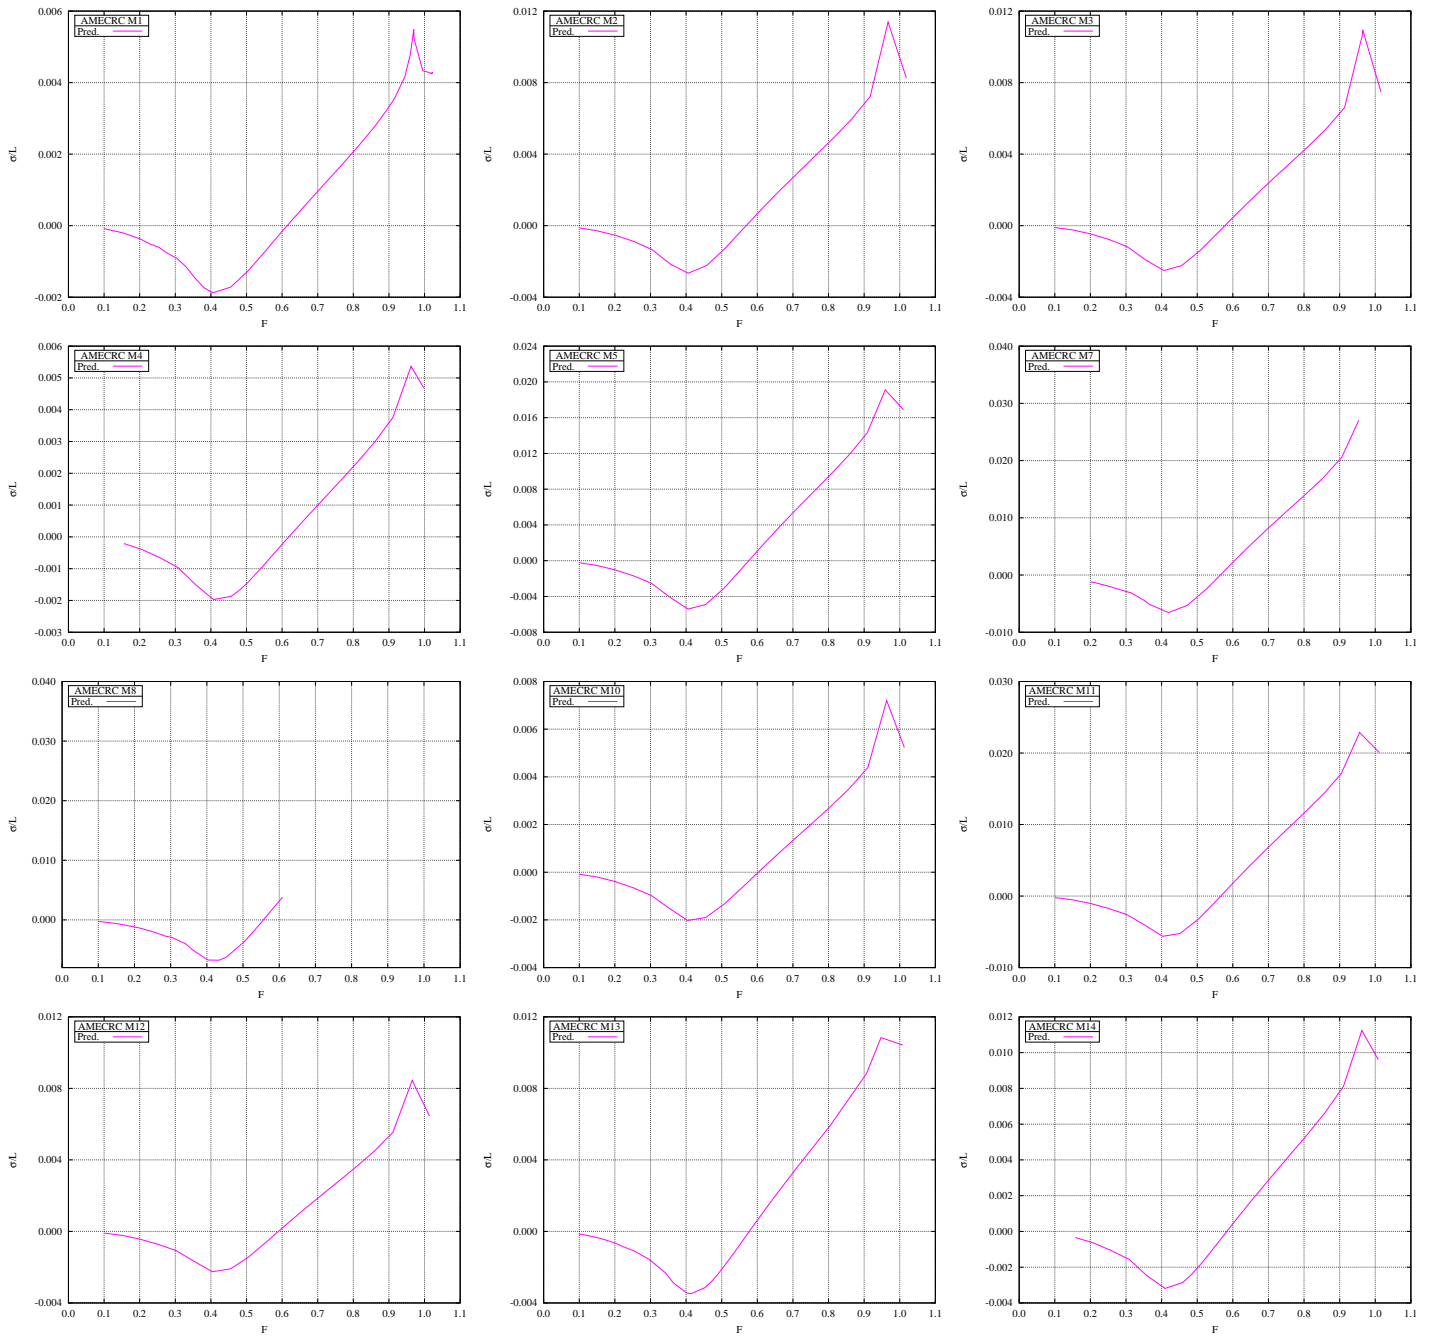 AMECRC M1
Pred.
0.006
0.004
0.002
0.000
-0.002
σ/L
0.0 0.1 0.2 0.3 0.4 0.5 0.6 0.7 0.8 0.9 1.0 1.1
F
AMECRC M2
Pred.
0.012
0.008
0.004
0.000
-0.004
σ/L
0.0 0.1 0.2 0.3 0.4 0.5 0.6 0.7 0.8 0.9 1.0 1.1
F
AMECRC M3
Pred.
0.012
0.008
0.004
0.000
-0.004
σ/L
0.0 0.1 0.2 0.3 0.4 0.5 0.6 0.7 0.8 0.9 1.0 1.1
F
AMECRC M4
Pred.
0.006
0.005
0.004
0.003
0.002
0.001
0.000
-0.001
-0.002
-0.003
σ/L
0.0 0.1 0.2 0.3 0.4 0.5 0.6 0.7 0.8 0.9 1.0 1.1
F
AMECRC M5
Pred.
0.024
0.020
0.016
0.012
0.008
0.004
0.000
-0.004
-0.008
σ/L
0.0 0.1 0.2 0.3 0.4 0.5 0.6 0.7 0.8 0.9 1.0 1.1
F
AMECRC M7
Pred.
0.040
0.030
0.020
0.010
0.000
-0.010
σ/L
0.0 0.1 0.2 0.3 0.4 0.5 0.6 0.7 0.8 0.9 1.0 1.1
F
AMECRC M8
Pred.
0.040
0.030
0.020
0.010
0.000
σ/L
0.0 0.1 0.2 0.3 0.4 0.5 0.6 0.7 0.8 0.9 1.0 1.1
F
AMECRC M10
Pred.
0.008
0.006
0.004
0.002
0.000
-0.002
-0.004
σ/L
0.0 0.1 0.2 0.3 0.4 0.5 0.6 0.7 0.8 0.9 1.0 1.1
F
AMECRC M11
Pred.
0.030
0.020
0.010
0.000
-0.010
σ/L
0.0 0.1 0.2 0.3 0.4 0.5 0.6 0.7 0.8 0.9 1.0 1.1
F
AMECRC M12
Pred.
0.012
0.008
0.004
0.000
-0.004
σ/L
0.0 0.1 0.2 0.3 0.4 0.5 0.6 0.7 0.8 0.9 1.0 1.1
F
AMECRC M13
Pred.
0.012
0.008
0.004
0.000
-0.004
σ/L
0.0 0.1 0.2 0.3 0.4 0.5 0.6 0.7 0.8 0.9 1.0 1.1
F
AMECRC M14
Pred.
0.012
0.010
0.008
0.006
0.004
0.002
0.000
-0.002
-0.004
σ/L
0.0 0.1 0.2 0.3 0.4 0.5 0.6 0.7 0.8 0.9 1.0 1.1
F